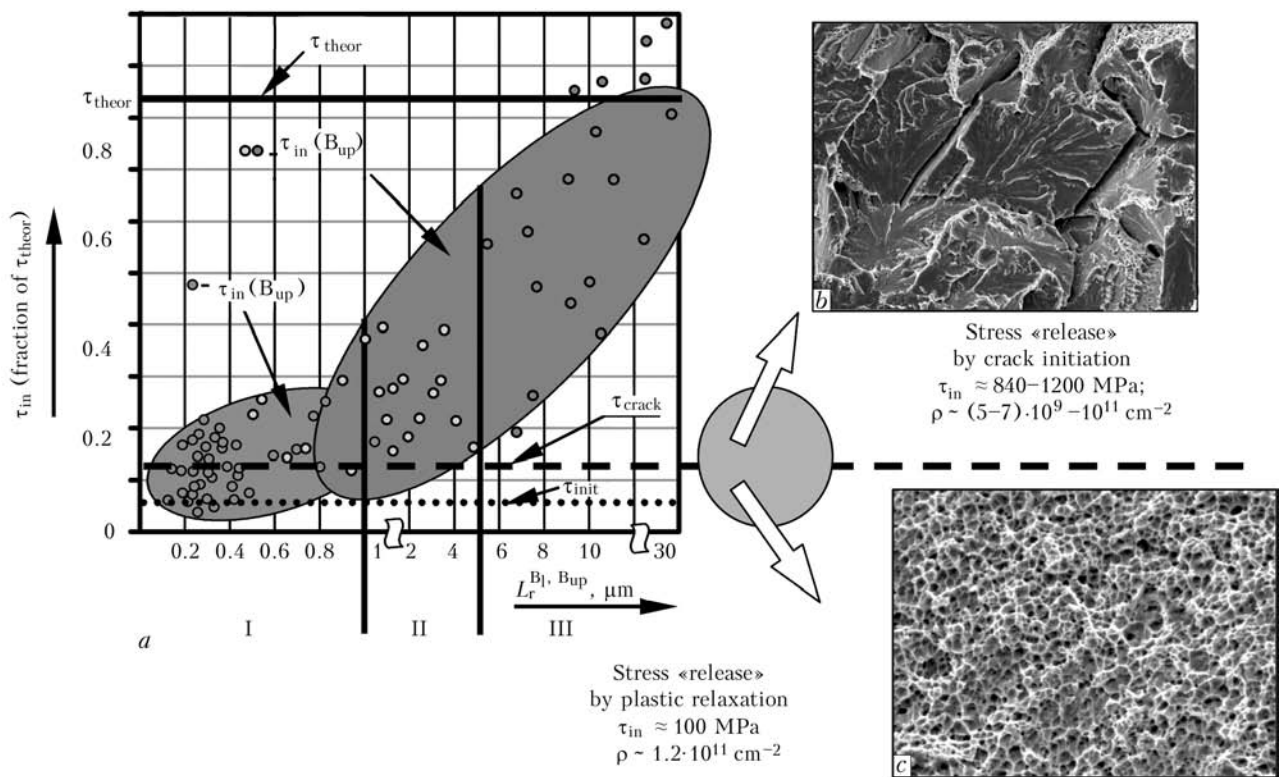 τtheor
τtheor
τin (Bup)
0.8
τin (fraction of τtheor)
0.6
τin (Bup)
0.4
τcrack
0.2
τinit
0
0.2 0.4 0.6 0.8 1 2 4 6 8 10 30
Lr^Bl, Bup, μm
a
I II III
b
Stress «release»
by crack initiation
τin ≈ 840–1200 MPa;
ρ ~ (5–7)·10⁹–10¹¹ cm⁻²
Stress «release»
by plastic relaxation
τin ≈ 100 MPa
ρ ~ 1.2·10¹¹ cm⁻²
c